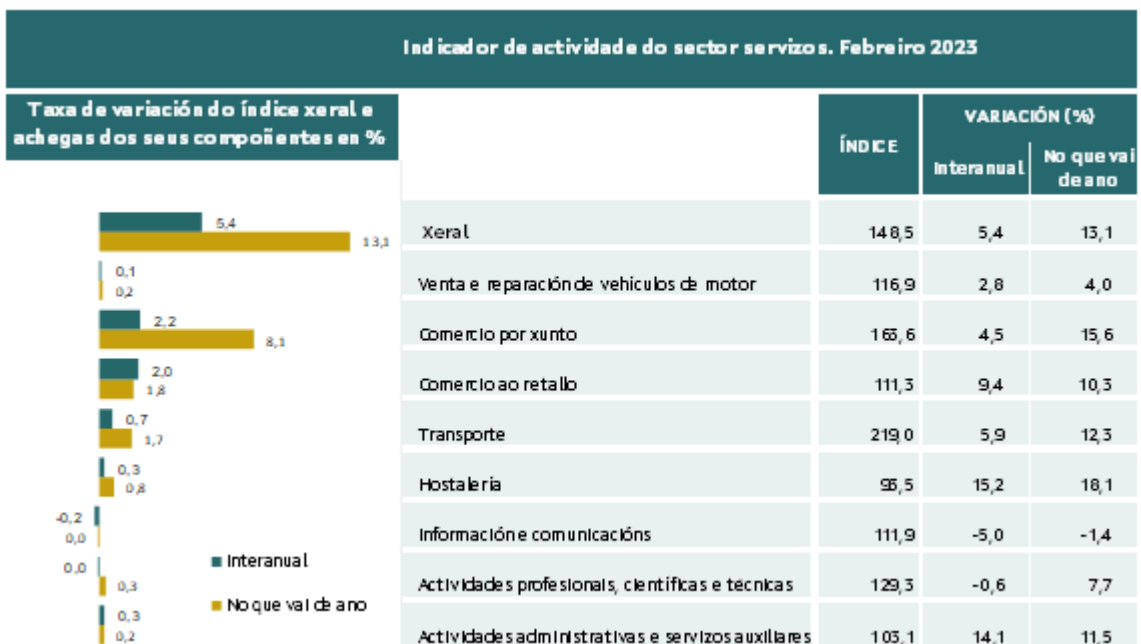 Indicador de actividade do sector servizos. Febreiro 2023
Taxa de variación do índice xeral e
achegas dos seus compoñentes en %
ÍNDICE
VARIACIÓN (%)
Interanual
No que vai
de ano
5,4
13,1
Xeral
148,5
5,4
13,1
0,1
0,2
Venta e reparación de vehículos de motor
116,9
2,8
4,0
2,2
8,1
Comercio por xunto
163,6
4,5
15,6
2,0
1,8
Comercio ao retallo
111,3
9,4
10,3
0,7
1,7
Transporte
219,0
5,9
12,3
0,3
0,8
Hostalería
93,5
15,2
18,1
-0,2
0,0
Información e comunicacións
111,9
-5,0
-1,4
0,0
0,3
Actividades profesionais, científicas e técnicas
129,3
-0,6
7,7
0,3
0,2
Actividades administrativas e servizos auxiliares
103,1
14,1
11,5
Interanual
No que vai de ano